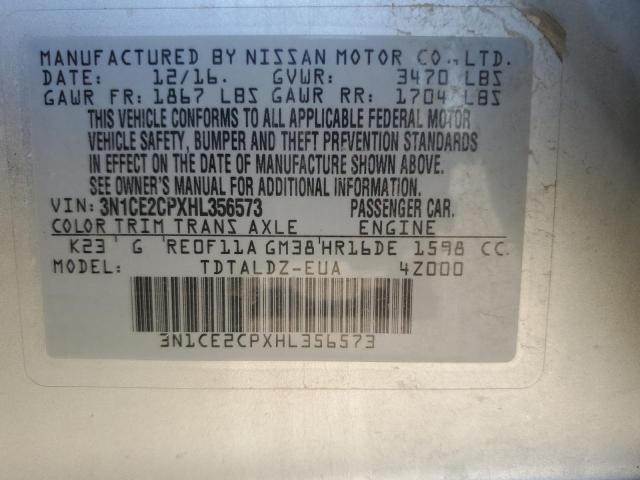 MANUFACTURED BY NISSAN MOTOR CO.,LTD.
DATE: 12/16. GVWR: 3470 LBS
GAWR FR: 1867 LBS GAWR RR: 1704 LBS
THIS VEHICLE CONFORMS TO ALL APPLICABLE FEDERAL MOTOR
VEHICLE SAFETY, BUMPER AND THEFT PREVENTION STANDARDS
IN EFFECT ON THE DATE OF MANUFACTURE SHOWN ABOVE.
SEE OWNER'S MANUAL FOR ADDITIONAL INFORMATION.
VIN: 3N1CE2CPXHL356573 PASSENGER CAR.
COLOR TRIM TRANS AXLE ENGINE
K23 G RE0F11A GM38 HR16DE 1598 CC.
MODEL: TDTALDZ-EUA 4Z000
3N1CE2CPXHL356573